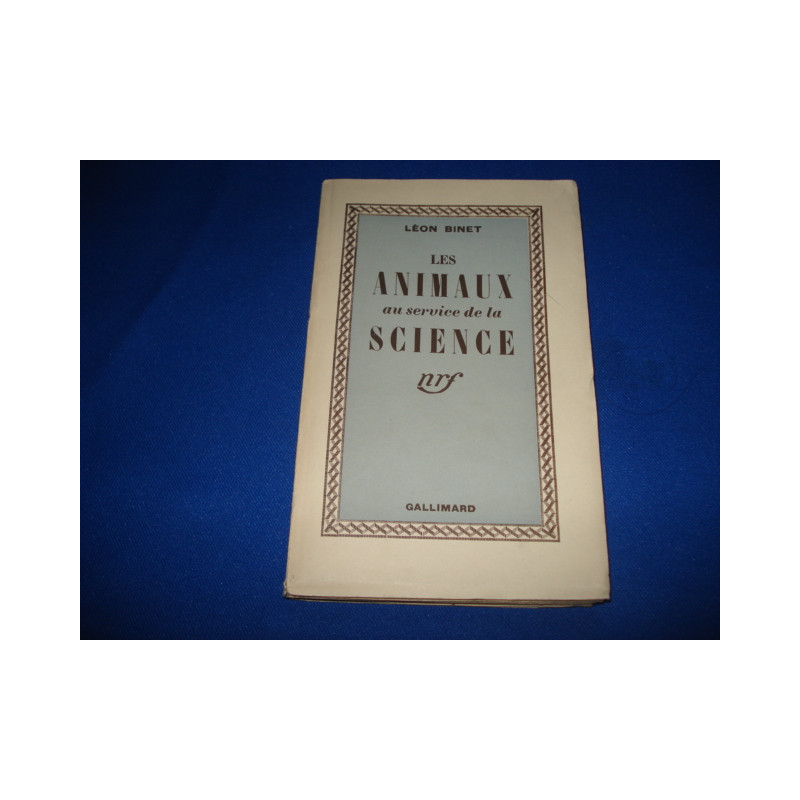 LÉON BINET
LES
ANIMAUX
au service de la
SCIENCE
nrf
GALLIMARD